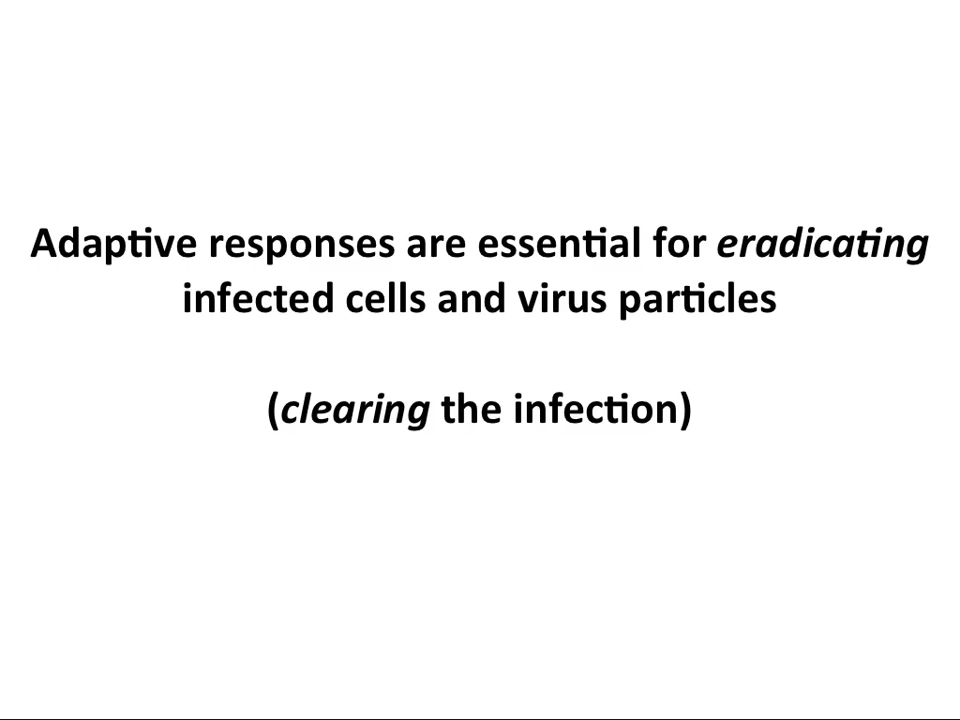 Adaptive responses are essential for eradicating
infected cells and virus particles
(clearing the infection)